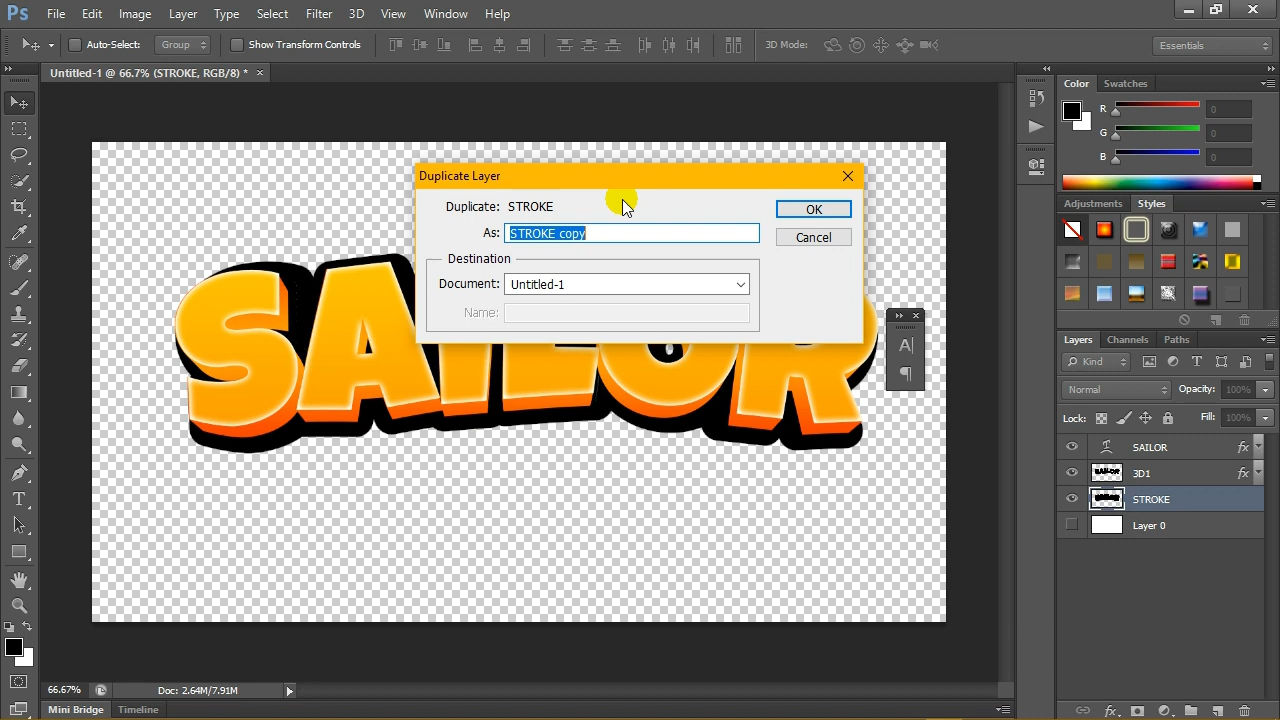 Ps File Edit Image Layer Type Select Filter 3D View Window Help
Auto-Select: Group Show Transform Controls 3D Mode: Essentials
Untitled-1 @ 66.7% (STROKE, RGB/8) * ×
Color Swatches
R 0
G 0
B 0
Adjustments Styles
Duplicate Layer
Duplicate: STROKE
As: STROKE copy
OK
Cancel
Destination
Document: Untitled-1
Name:
SAILOR
A
Layers Channels Paths
Kind
Normal Opacity: 100%
Lock: Fill: 100%
SAILOR fx
3D1 fx
STROKE
Layer 0
66.67% Doc: 2.64M/7.91M
Mini Bridge Timeline
fx